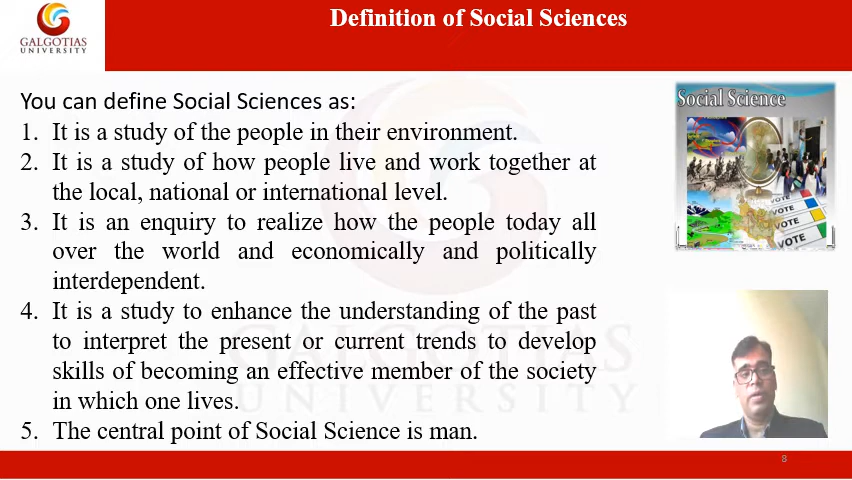 Definition of Social Sciences
GALGOTIAS
UNIVERSITY
You can define Social Sciences as:
1. It is a study of the people in their environment.
2. It is a study of how people live and work together at
the local, national or international level.
3. It is an enquiry to realize how the people today all
over the world and economically and politically
interdependent.
4. It is a study to enhance the understanding of the past
to interpret the present or current trends to develop
skills of becoming an effective member of the society
in which one lives.
5. The central point of Social Science is man.
Social Science
VOTE
VOTE
VOTE
VOTE
GALGOTIAS
UNIVERSITY
8